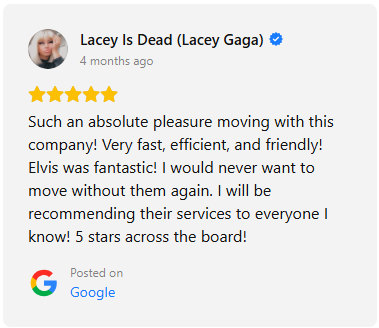 Lacey Is Dead (Lacey Gaga)
4 months ago
Such an absolute pleasure moving with this
company! Very fast, efficient, and friendly!
Elvis was fantastic! I would never want to
move without them again. I will be
recommending their services to everyone I
know! 5 stars across the board!
Posted on
Google